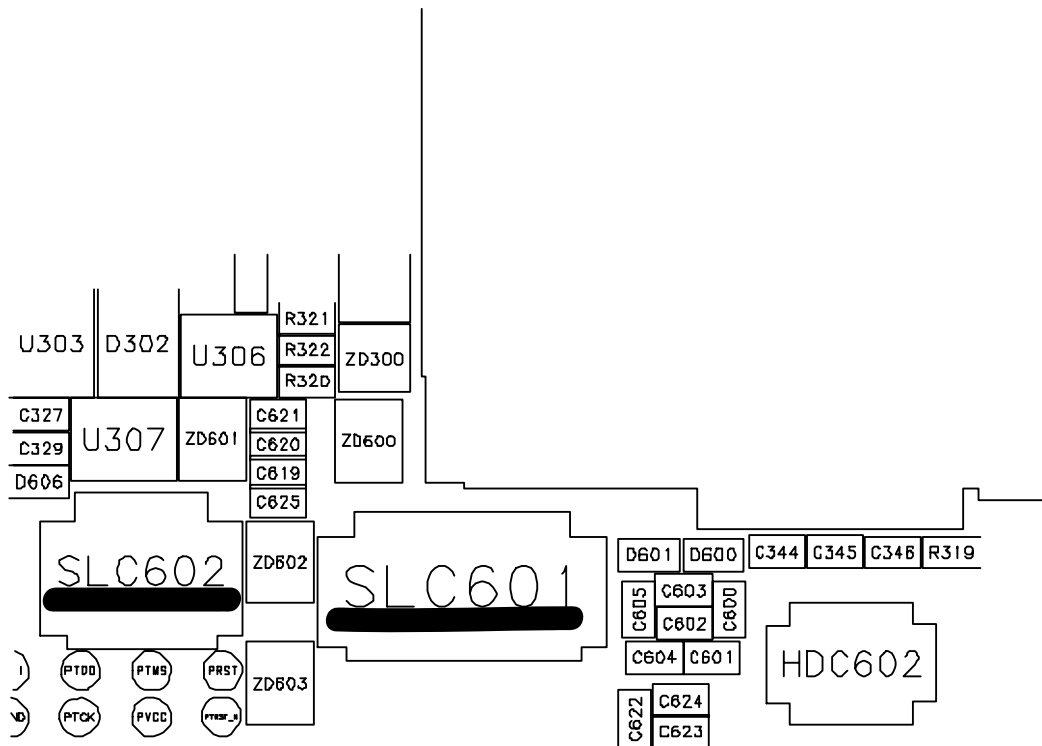 R321
U303 D302 U306 R322 ZD300
R320
C327 U307 ZD601 C621 ZD600
C329 C620
D606 C619
C625
SLC602 ZD602 SLC601 D601 D600 C344 C345 C346 R319
C605 C603 C600
C602
C604 C601 HDC602
PTDO PTMS PRST ZD603
C622 C624
PTCK PVCC PTRST_N C623